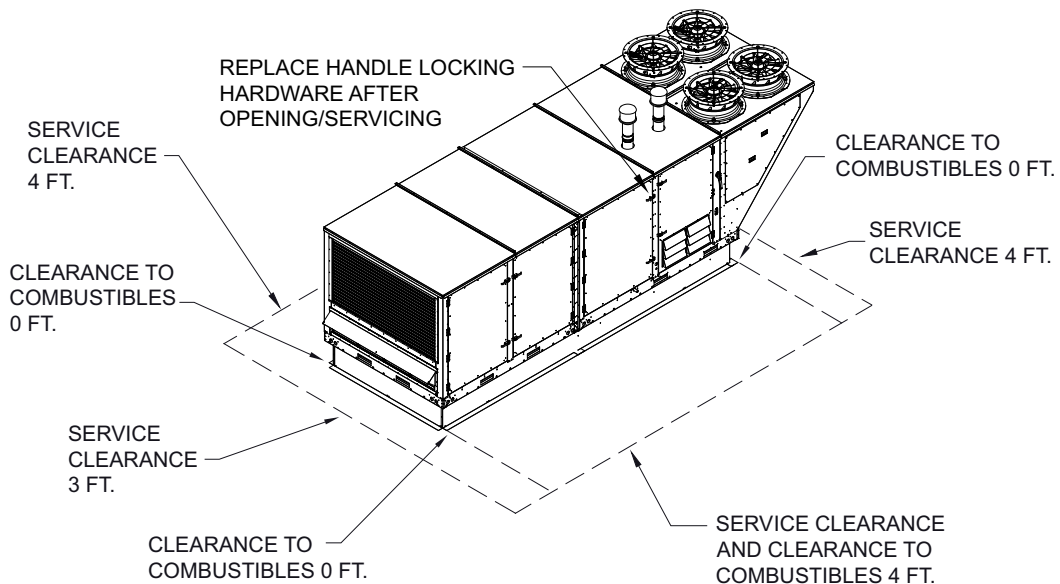 REPLACE HANDLE LOCKING
HARDWARE AFTER
OPENING/SERVICING
SERVICE
CLEARANCE
4 FT.
CLEARANCE TO
COMBUSTIBLES 0 FT.
SERVICE
CLEARANCE 4 FT.
CLEARANCE TO
COMBUSTIBLES
0 FT.
SERVICE
CLEARANCE
3 FT.
CLEARANCE TO
COMBUSTIBLES 0 FT.
SERVICE CLEARANCE
AND CLEARANCE TO
COMBUSTIBLES 4 FT.